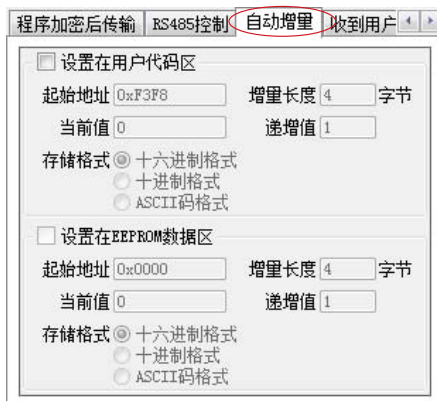 程序加密后传输 RS485控制 自动增量 收到用户
设置在用户代码区
起始地址 0xF3F8 增量长度 4 字节
当前值 0 递增值 1
存储格式 十六进制格式
十进制格式
ASCII码格式
设置在EEPROM数据区
起始地址 0x0000 增量长度 4 字节
当前值 0 递增值 1
存储格式 十六进制格式
十进制格式
ASCII码格式